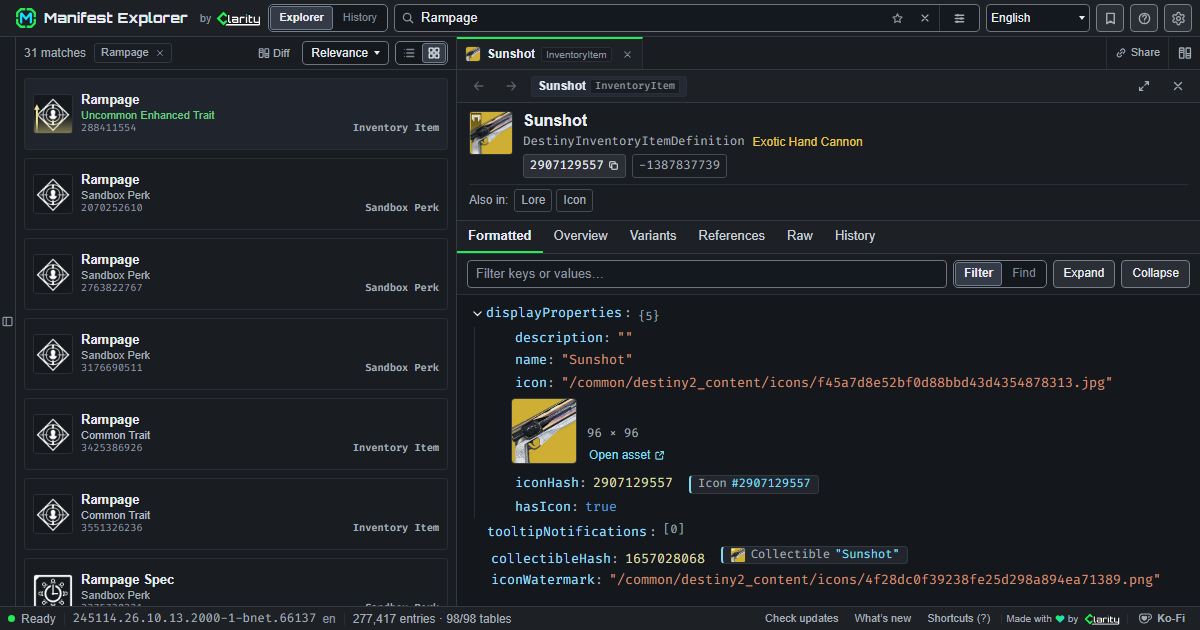 Manifest Explorer by Clarity Explorer History Rampage English
31 matches Rampage Diff Relevance Sunshot InventoryItem Share
Sunshot InventoryItem
Rampage
Uncommon Enhanced Trait
288411554 Inventory Item
Rampage
Sandbox Perk
2070252610 Sandbox Perk
Rampage
Sandbox Perk
2763822767 Sandbox Perk
Rampage
Sandbox Perk
3176690511 Sandbox Perk
Rampage
Common Trait
3425386926 Inventory Item
Rampage
Common Trait
3551326236 Inventory Item
Rampage Spec
Sandbox Perk
Sunshot
DestinyInventoryItemDefinition Exotic Hand Cannon
2907129557 -1387837739
Also in: Lore Icon
Formatted Overview Variants References Raw History
Filter keys or values… Filter Find Expand Collapse
displayProperties: {5}
description: ""
name: "Sunshot"
icon: "/common/destiny2_content/icons/f45a7d8e52bf0d88bbd43d4354878313.jpg"
96 × 96
Open asset
iconHash: 2907129557 Icon #2907129557
hasIcon: true
tooltipNotifications: [0]
collectibleHash: 1657028068 Collectible "Sunshot"
iconWatermark: "/common/destiny2_content/icons/4f28dc0f39238fe25d298a894ea71389.png"
Ready 245114.26.10.13.2000-1-bnet.66137 en 277,417 entries · 98/98 tables Check updates What's new Shortcuts (?) Made with by Clarity Ko-Fi